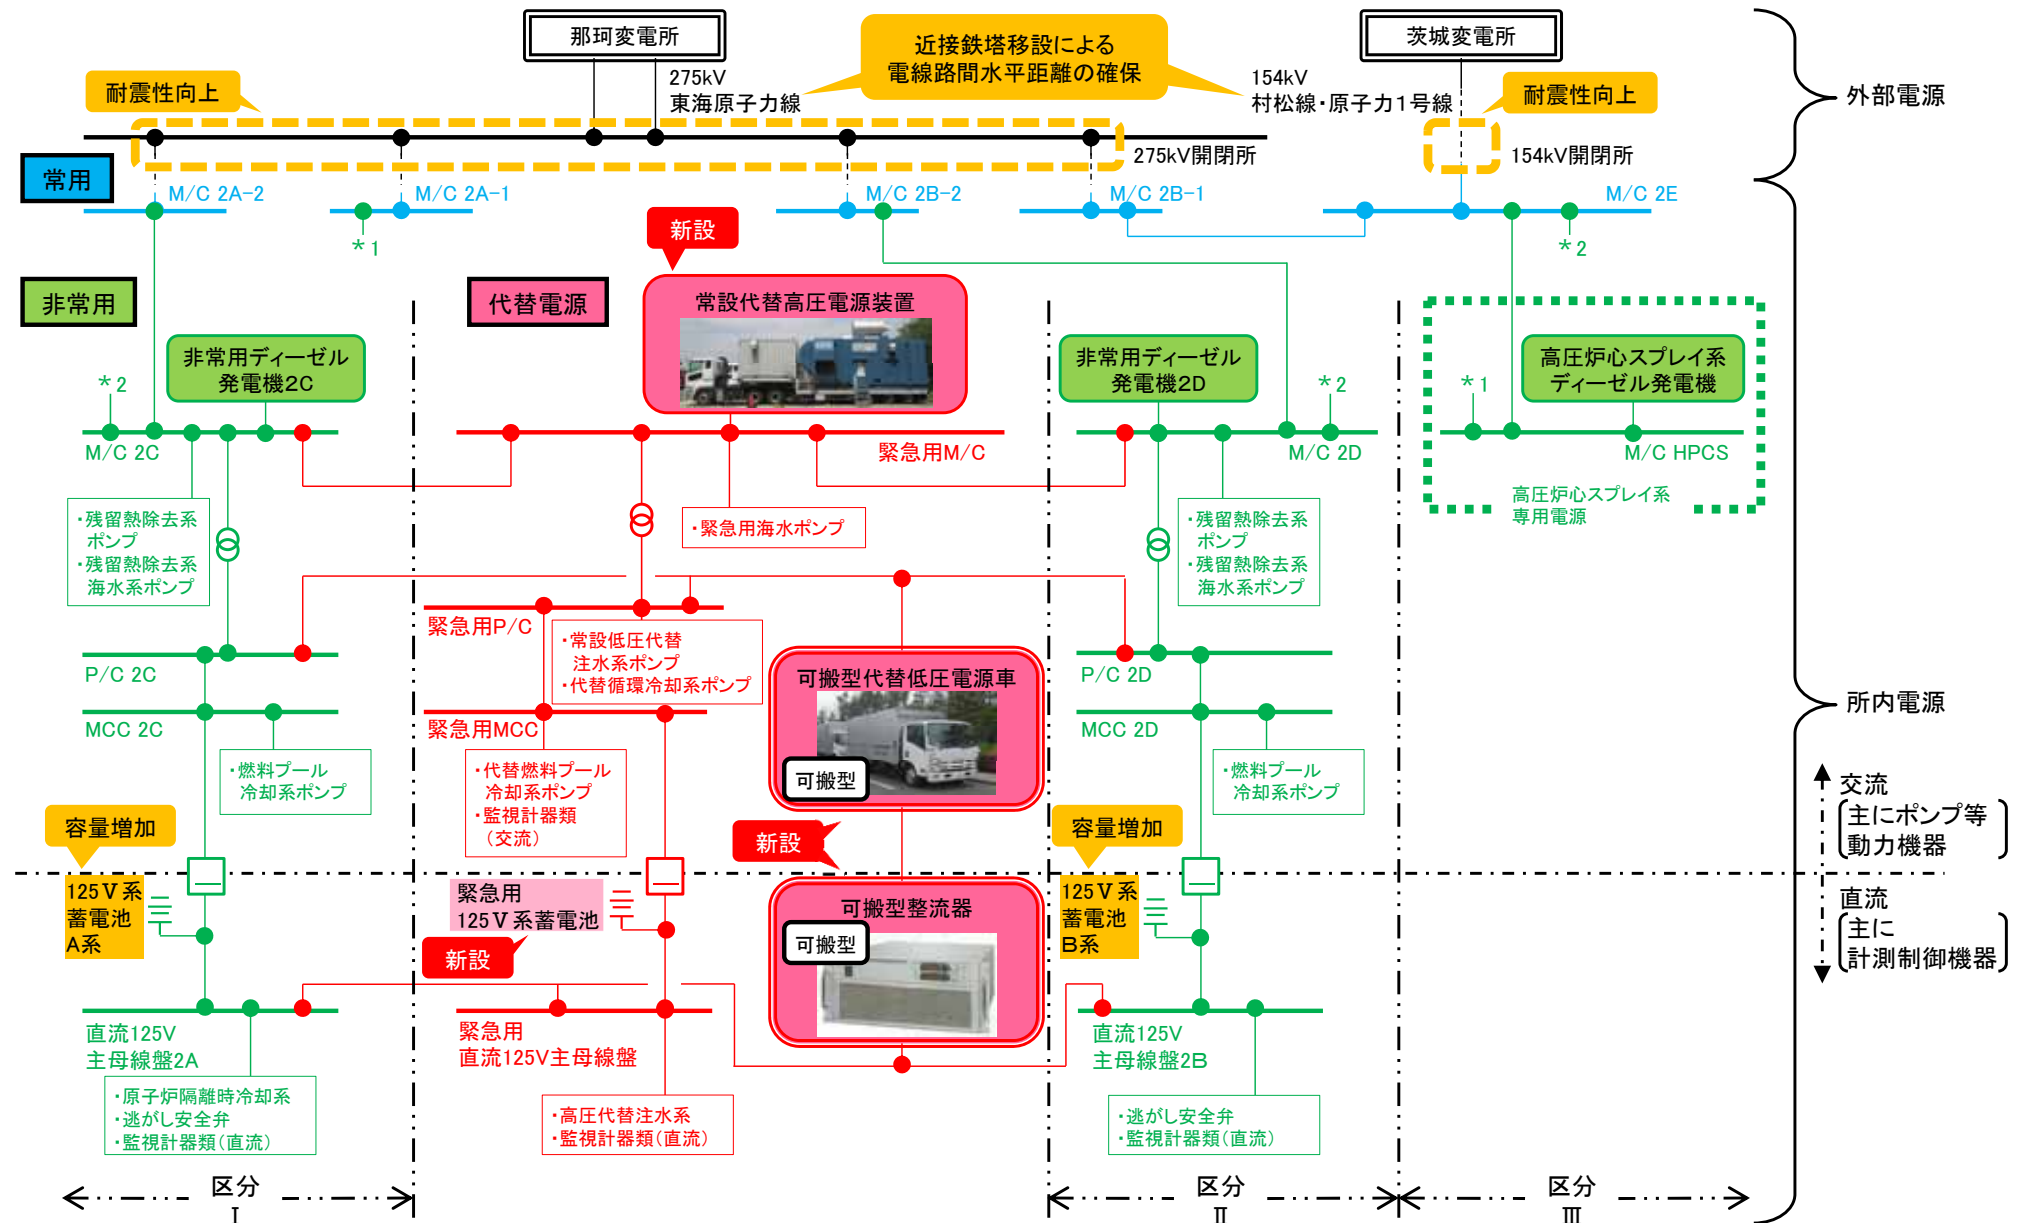 那珂変電所
近接鉄塔移設による
電線路間水平距離の確保
茨城変電所
275kV
東海原子力線
154kV
村松線・原子力1号線
耐震性向上
耐震性向上
外部電源
275kV開閉所
154kV開閉所
常用
M/C 2A-2
M/C 2A-1
M/C 2B-2
M/C 2B-1
M/C 2E
*1
*2
新設
非常用
代替電源
常設代替高圧電源装置
非常用ディーゼル
発電機2C
非常用ディーゼル
発電機2D
高圧炉心スプレイ系
ディーゼル発電機
*2
*2
*1
M/C 2C
緊急用M/C
M/C 2D
M/C HPCS
高圧炉心スプレイ系
専用電源
・残留熱除去系
ポンプ
・残留熱除去系
海水系ポンプ
・緊急用海水ポンプ
・残留熱除去系
ポンプ
・残留熱除去系
海水系ポンプ
緊急用P/C
・常設低圧代替
注水系ポンプ
・代替循環冷却系ポンプ
P/C 2C
可搬型代替低圧電源車
可搬型
P/C 2D
MCC 2C
緊急用MCC
MCC 2D
所内電源
・燃料プール
冷却系ポンプ
・代替燃料プール
冷却系ポンプ
・監視計器類
(交流)
・燃料プール
冷却系ポンプ
交流
主にポンプ等
動力機器
容量増加
新設
容量増加
125V系
蓄電池
A系
緊急用
125V系蓄電池
新設
可搬型整流器
可搬型
125V系
蓄電池
B系
直流
主に
計測制御機器
直流125V
主母線盤2A
緊急用
直流125V主母線盤
直流125V
主母線盤2B
・原子炉隔離時冷却系
・逃がし安全弁
・監視計器類(直流)
・高圧代替注水系
・監視計器類(直流)
・逃がし安全弁
・監視計器類(直流)
区分
Ⅰ
区分
Ⅱ
区分
Ⅲ